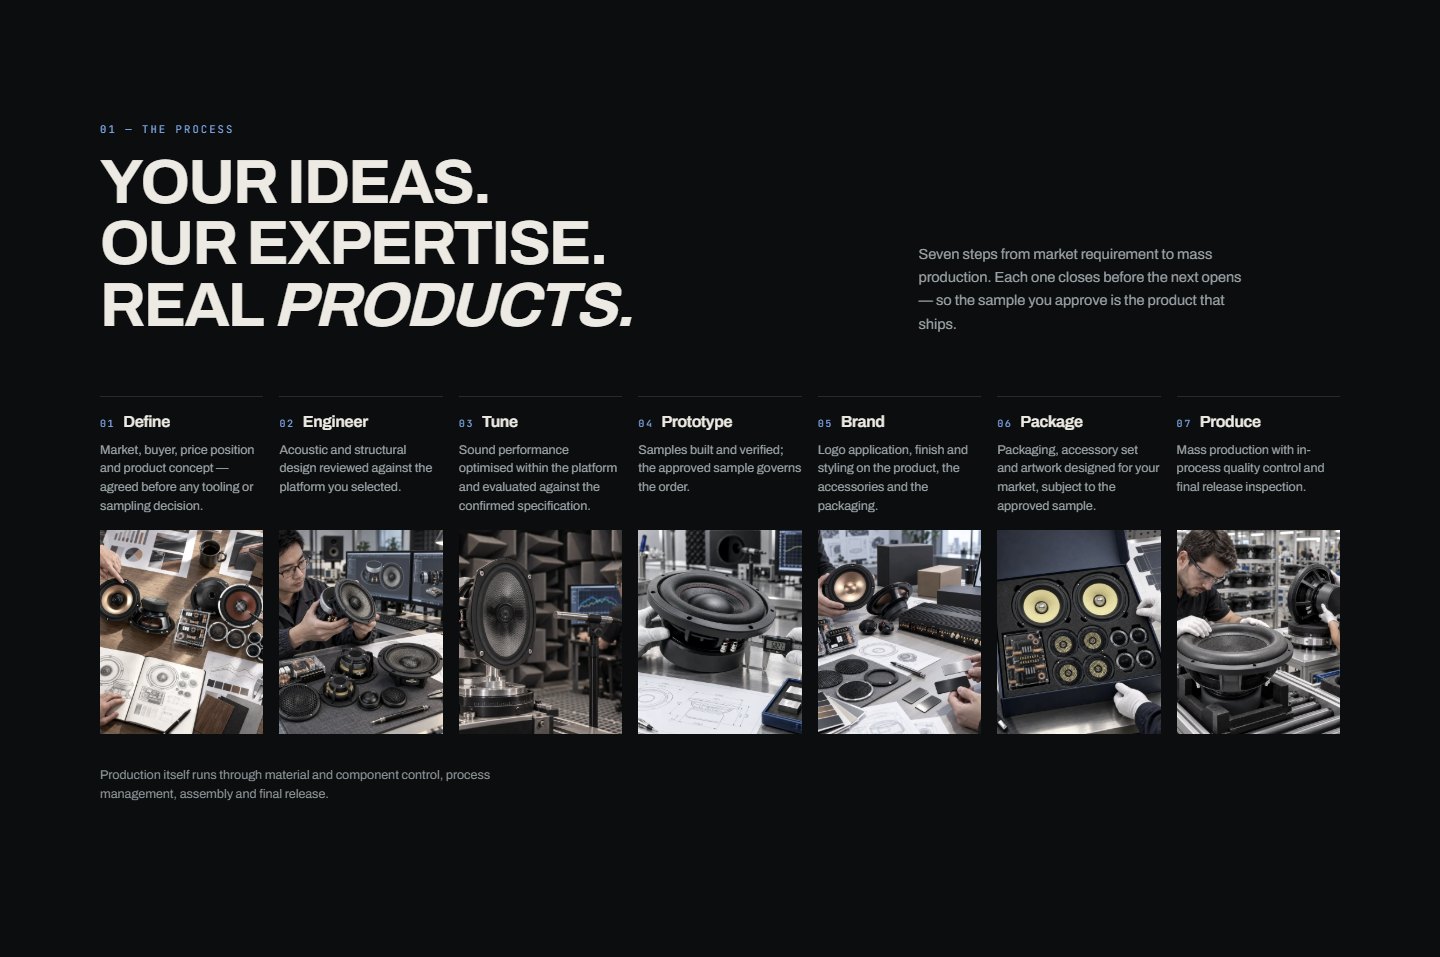 01 — THE PROCESS
YOUR IDEAS.
OUR EXPERTISE.
REAL PRODUCTS.
Seven steps from market requirement to mass
production. Each one closes before the next opens
— so the sample you approve is the product that
ships.
01 Define
Market, buyer, price position
and product concept —
agreed before any tooling or
sampling decision.
02 Engineer
Acoustic and structural
design reviewed against the
platform you selected.
03 Tune
Sound performance
optimised within the platform
and evaluated against the
confirmed specification.
04 Prototype
Samples built and verified;
the approved sample governs
the order.
05 Brand
Logo application, finish and
styling on the product, the
accessories and the
packaging.
06 Package
Packaging, accessory set
and artwork designed for your
market, subject to the
approved sample.
07 Produce
Mass production with in-
process quality control and
final release inspection.
Production itself runs through material and component control, process
management, assembly and final release.